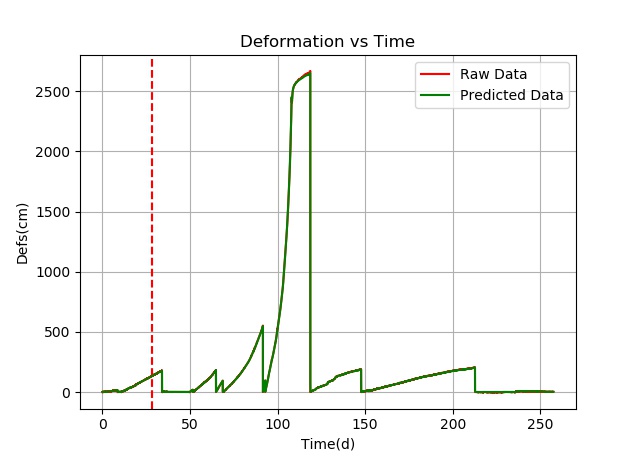 Deformation vs Time
Raw Data
Predicted Data
2500
2000
1500
1000
500
0
Defs(cm)
0 50 100 150 200 250
Time(d)